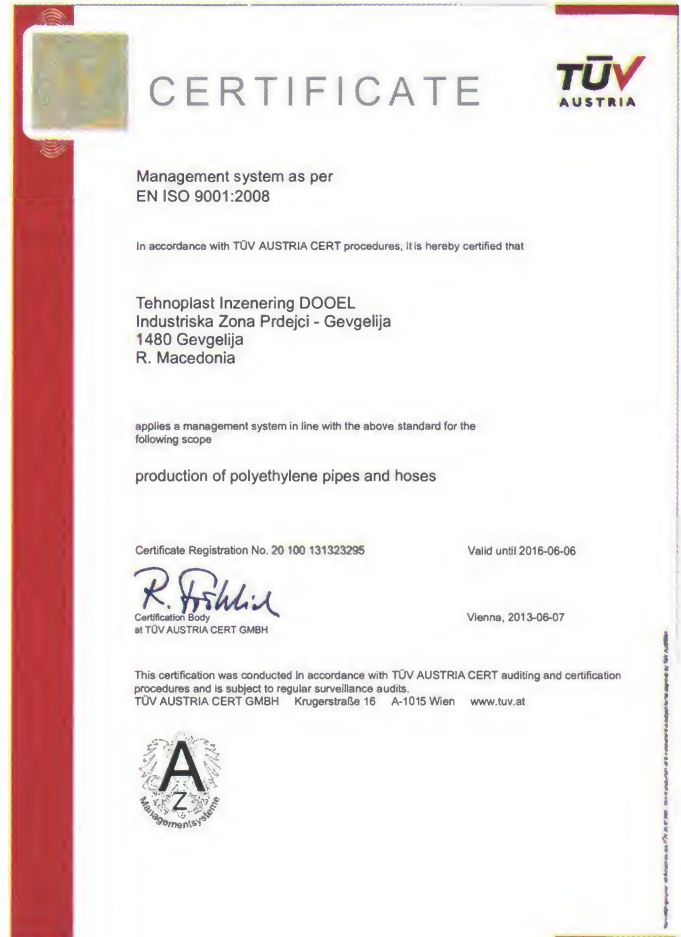 CERTIFICATE
TÜV
AUSTRIA
Management system as per
EN ISO 9001:2008
In accordance with TÜV AUSTRIA CERT procedures, it is hereby certified that
Tehnoplast Inzenering DOOEL
Industriska Zona Prdejci - Gevgelija
1480 Gevgelija
R. Macedonia
applies a management system in line with the above standard for the
following scope
production of polyethylene pipes and hoses
Certificate Registration No. 20 100 131323295
Valid until 2016-06-06
R. Fröhlich
Certification Body
at TÜV AUSTRIA CERT GMBH
Vienna, 2013-06-07
This certification was conducted in accordance with TÜV AUSTRIA CERT auditing and certification
procedures and is subject to regular surveillance audits.
TÜV AUSTRIA CERT GMBH Krugerstraße 16 A-1015 Wien www.tuv.at
A
Z
Managementsysteme